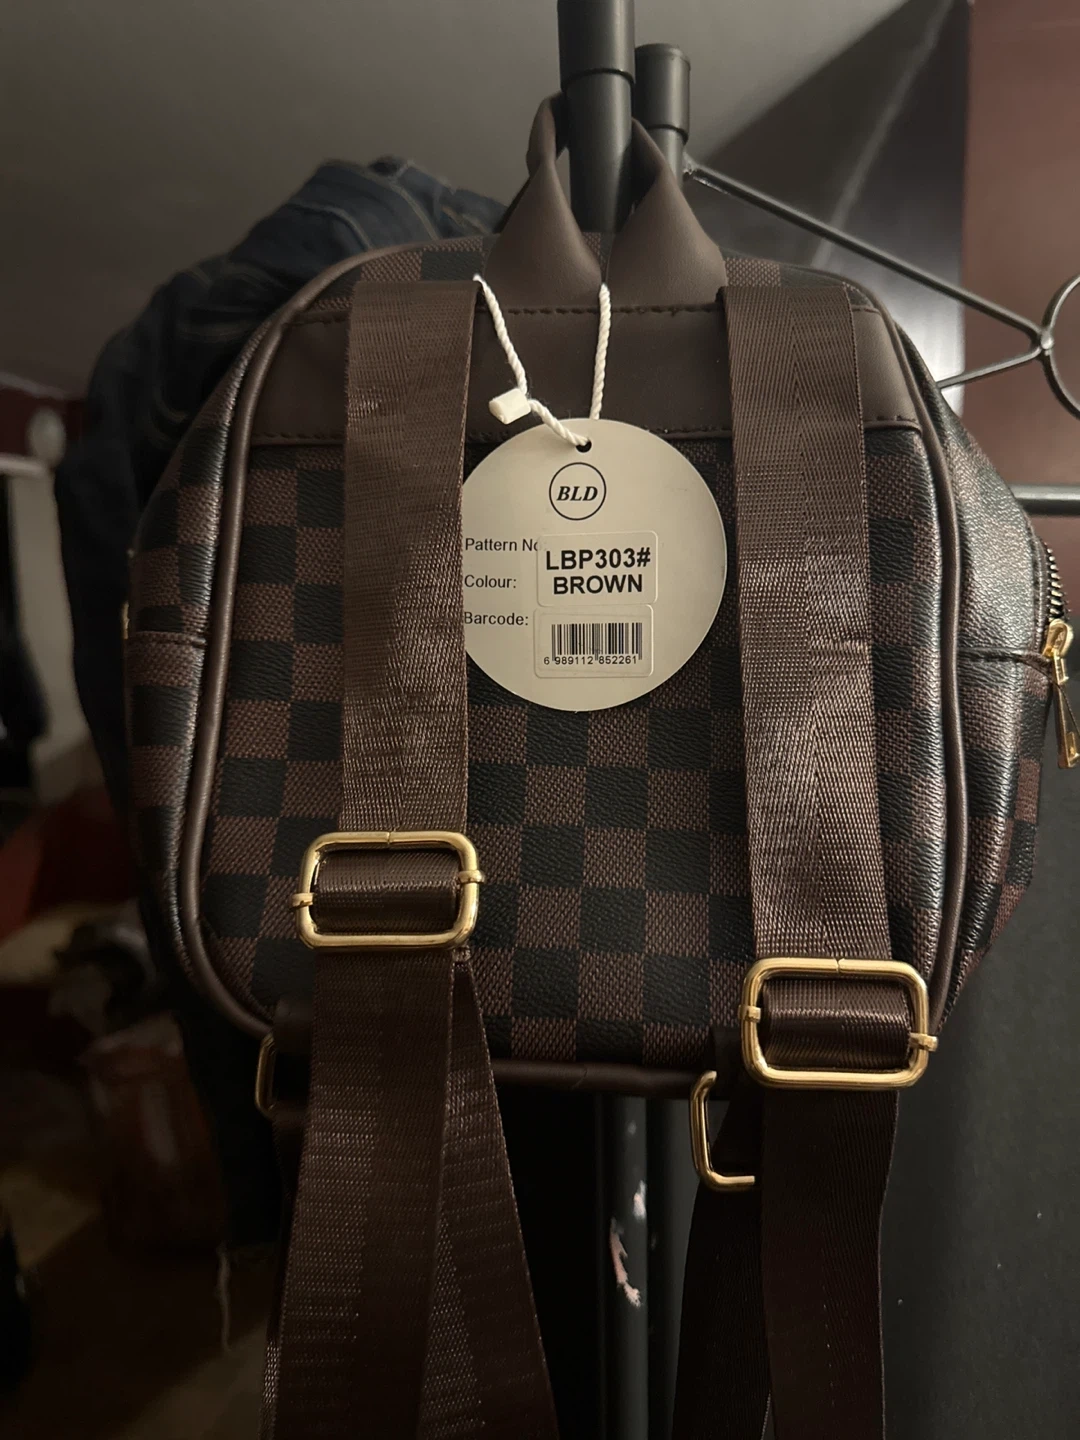 BLD
Pattern No:
LBP303#
Colour:
BROWN
Barcode:
6 989112 852261